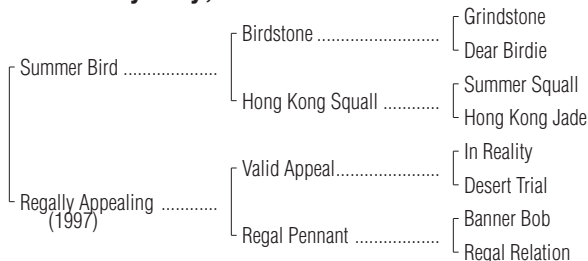 Grindstone
Birdstone ........................
Dear Birdie
Summer Bird ..................
Summer Squall
Hong Kong Squall ...........
Hong Kong Jade
In Reality
Valid Appeal....................
Desert Trial
Regally Appealing ...........
(1997)
Banner Bob
Regal Pennant ................
Regal Relation